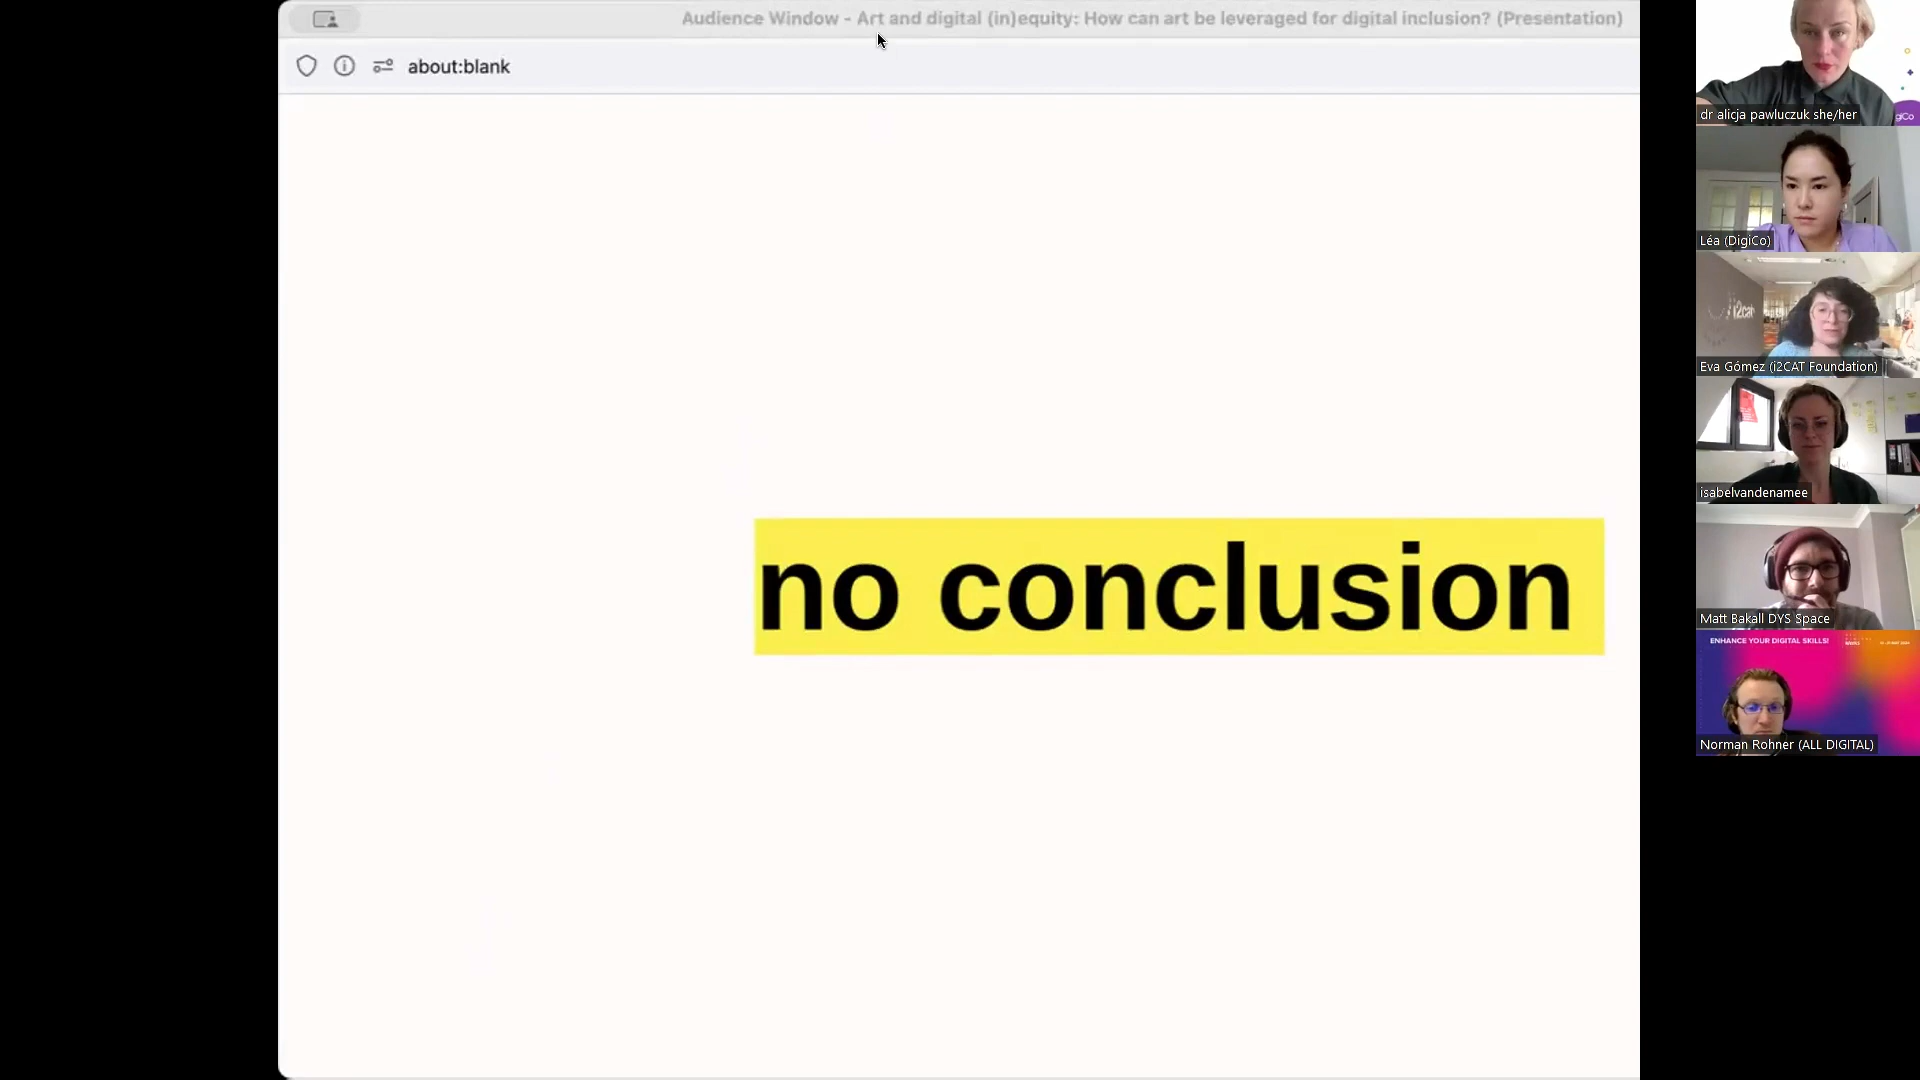 Audience Window - Art and digital (in)equity: How can art be leveraged for digital inclusion? (Presentation)
about:blank
no conclusion
dr alicja pawluczuk she/her
giCo
Léa (DigiCo)
i2cat
Eva Gómez (i2CAT Foundation)
isabelvandenamee
Matt Bakall DYS Space
ENHANCE YOUR DIGITAL SKILLS!
Norman Rohner (ALL DIGITAL)